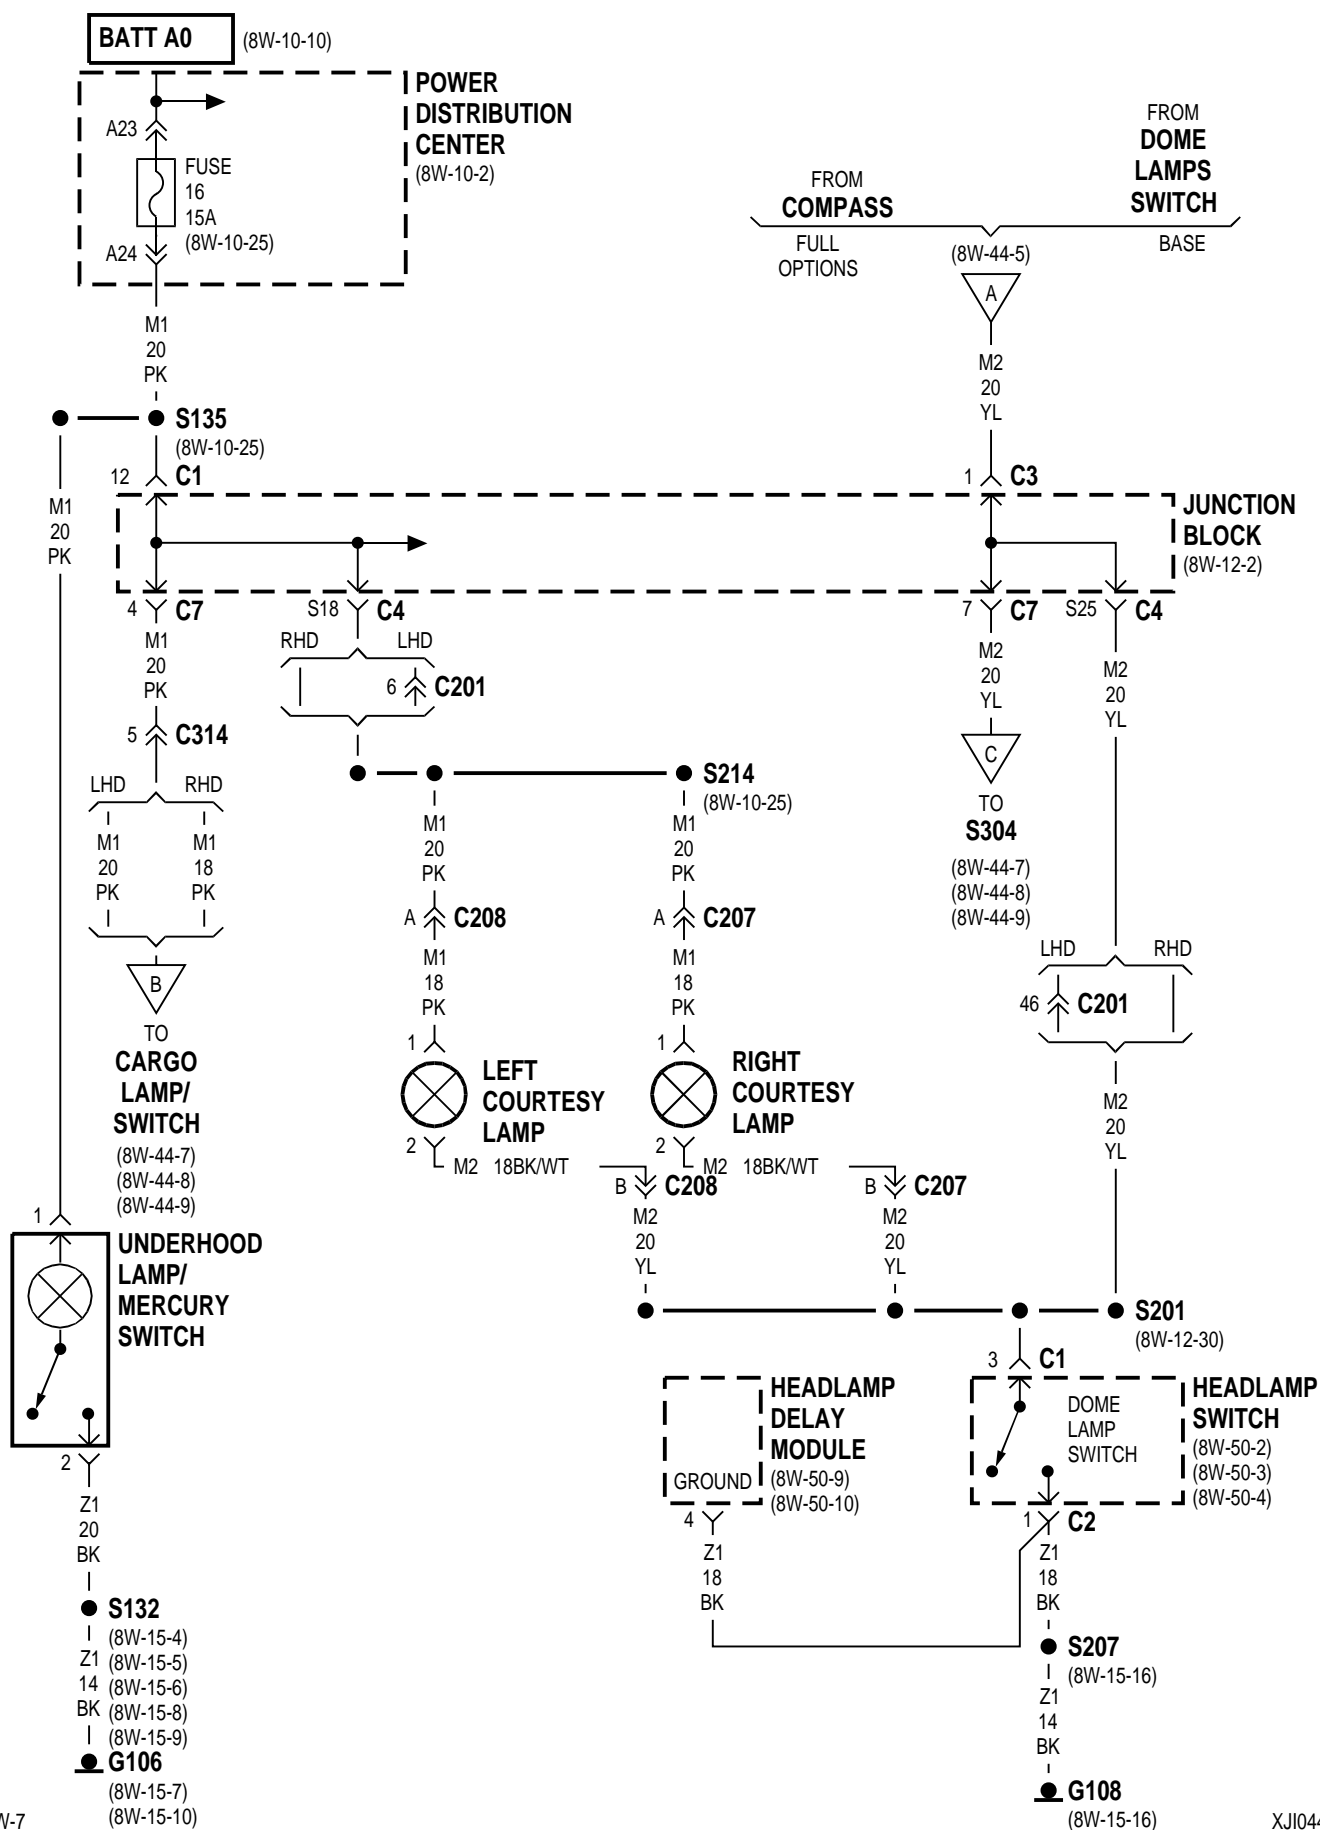 BATT A0
(8W-10-10)
POWER
DISTRIBUTION
CENTER
(8W-10-2)
A23
FUSE
16
15A
(8W-10-25)
A24
FROM
COMPASS
FROM
DOME
LAMPS
SWITCH
FULL
OPTIONS
(8W-44-5)
BASE
A
M1
20
PK
M2
20
YL
S135
(8W-10-25)
12
C1
1
C3
M1
20
PK
JUNCTION
BLOCK
(8W-12-2)
4
C7
S18
C4
7
C7
S25
C4
M1
20
PK
RHD
LHD
6
C201
M2
20
YL
M2
20
YL
5
C314
LHD
RHD
M1
20
PK
M1
18
PK
B
TO
CARGO
LAMP/
SWITCH
(8W-44-7)
(8W-44-8)
(8W-44-9)
S214
(8W-10-25)
M1
20
PK
M1
20
PK
A
C208
A
C207
M1
18
PK
M1
18
PK
C
TO
S304
(8W-44-7)
(8W-44-8)
(8W-44-9)
LHD
RHD
46
C201
1
LEFT
COURTESY
LAMP
2
1
RIGHT
COURTESY
LAMP
2
M2 18BK/WT
M2 18BK/WT
B
C208
B
C207
M2
20
YL
M2
20
YL
M2
20
YL
1
UNDERHOOD
LAMP/
MERCURY
SWITCH
2
S201
(8W-12-30)
3
C1
HEADLAMP
DELAY
MODULE
(8W-50-9)
(8W-50-10)
GROUND
DOME
LAMP
SWITCH
HEADLAMP
SWITCH
(8W-50-2)
(8W-50-3)
(8W-50-4)
4
1
C2
Z1
20
BK
Z1
18
BK
Z1
18
BK
S132
(8W-15-4)
(8W-15-5)
(8W-15-6)
(8W-15-8)
(8W-15-9)
Z1
14
BK
S207
(8W-15-16)
Z1
14
BK
G106
(8W-15-7)
(8W-15-10)
G108
(8W-15-16)
W-7
XJI044